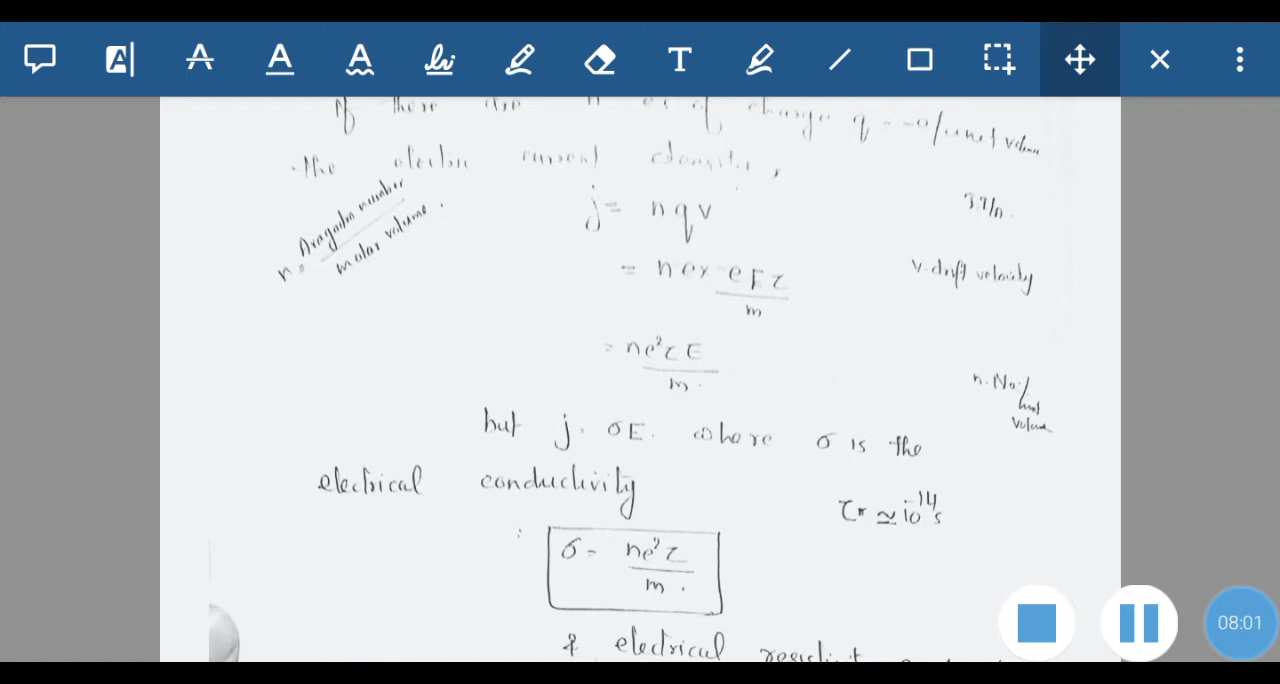 If there are n e's of charge q = -e/unit volume
The electron current density,
n = Avagadro number / molar volume.
j = nqv
= ne x eEτ / m
v. drift velocity
= ne²τE / m.
n. No./unit volume
but j = σE. where σ is the
electrical conductivity
τ ≃ 10⁻¹⁴ s
∴ σ = ne²τ / m.
& electrical
08:01